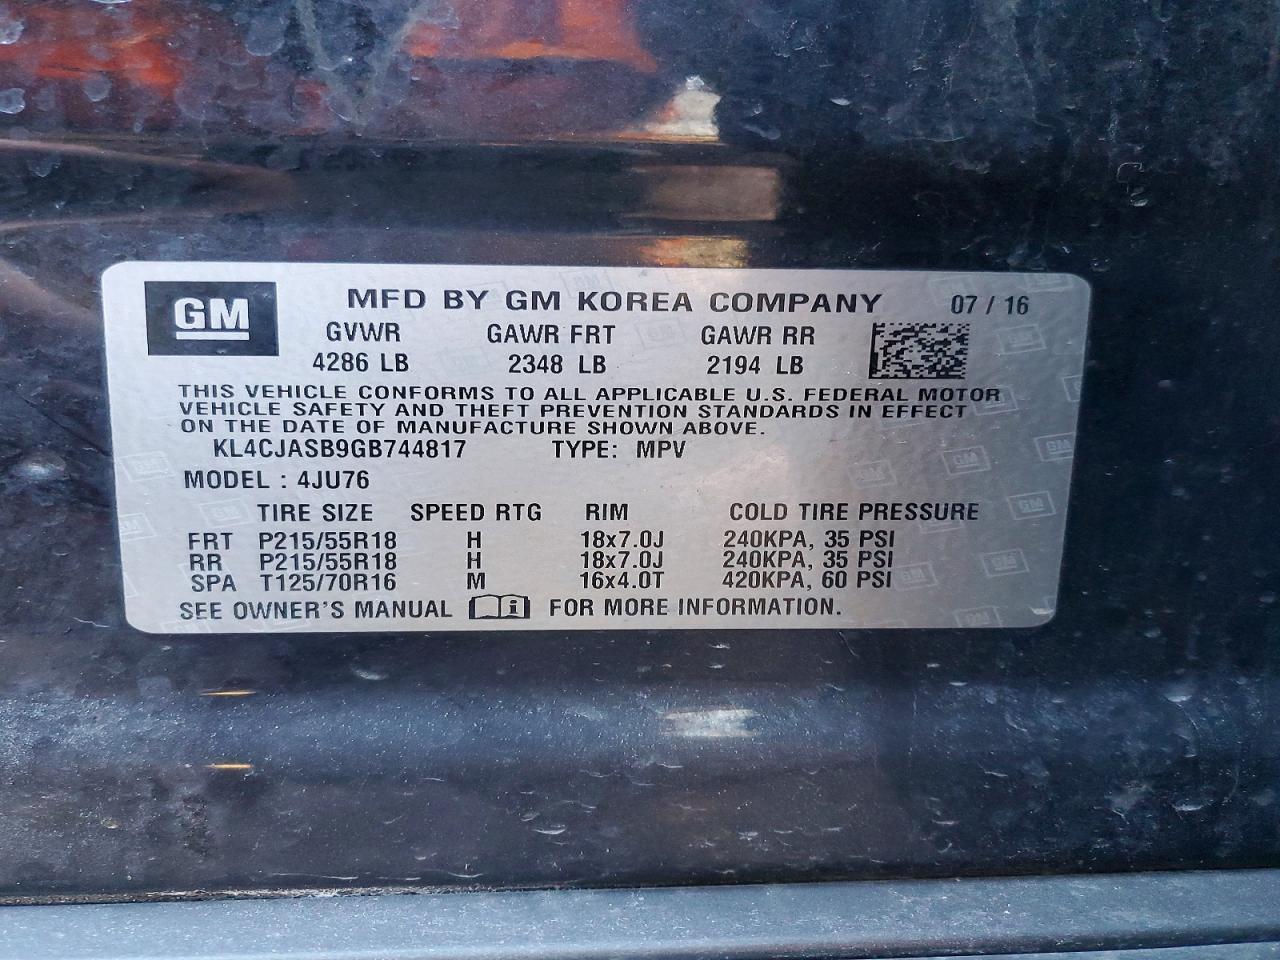 GM MFD BY GM KOREA COMPANY 07 / 16
GVWR GAWR FRT GAWR RR
4286 LB 2348 LB 2194 LB
THIS VEHICLE CONFORMS TO ALL APPLICABLE U.S. FEDERAL MOTOR
VEHICLE SAFETY AND THEFT PREVENTION STANDARDS IN EFFECT
ON THE DATE OF MANUFACTURE SHOWN ABOVE.
KL4CJASB9GB744817 TYPE: MPV
MODEL : 4JU76
TIRE SIZE SPEED RTG RIM COLD TIRE PRESSURE
FRT P215/55R18 H 18x7.0J 240KPA, 35 PSI
RR P215/55R18 H 18x7.0J 240KPA, 35 PSI
SPA T125/70R16 M 16x4.0T 420KPA, 60 PSI
SEE OWNER'S MANUAL i FOR MORE INFORMATION.